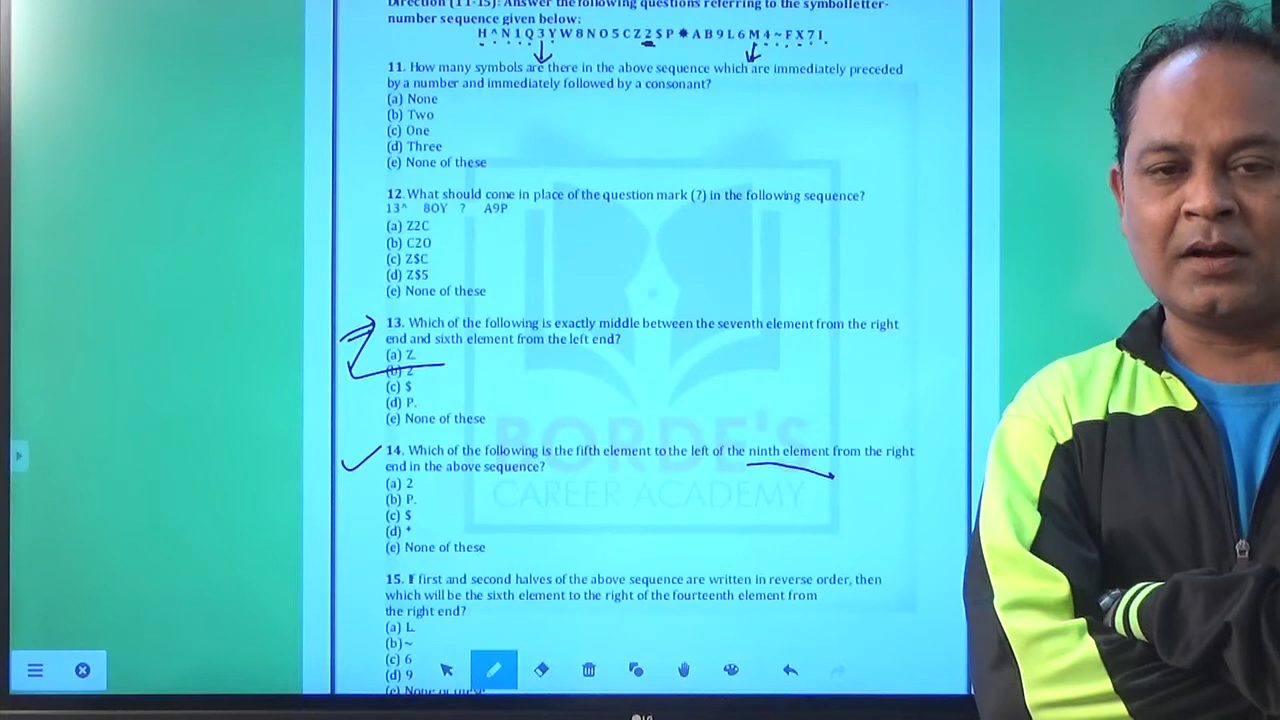 Direction (11-15): Answer the following questions referring to the symbolletter-
number sequence given below:
H ^ N 1 Q 3 Y W 8 N O 5 C Z 2 $ P * A B 9 L 6 M 4 ~ F X 7 I
11. How many symbols are there in the above sequence which are immediately preceded
by a number and immediately followed by a consonant?
(a) None
(b) Two
(c) One
(d) Three
(e) None of these
12.What should come in place of the question mark (?) in the following sequence?
13^ 8OY ? A9P
(a) Z2C
(b) C2O
(c) Z$C
(d) Z$5
(e) None of these
13. Which of the following is exactly middle between the seventh element from the right
end and sixth element from the left end?
(a) Z
(b) 2
(c) $
(d) P.
(e) None of these
14. Which of the following is the fifth element to the left of the ninth element from the right
end in the above sequence?
(a) 2
(b) P.
(c) $
(d) *
(e) None of these
BORDE'S
CAREER ACADEMY
15. If first and second halves of the above sequence are written in reverse order, then
which will be the sixth element to the right of the fourteenth element from
the right end?
(a) L
(b) ~
(c) 6
(d) 9
(e) None of these
LG